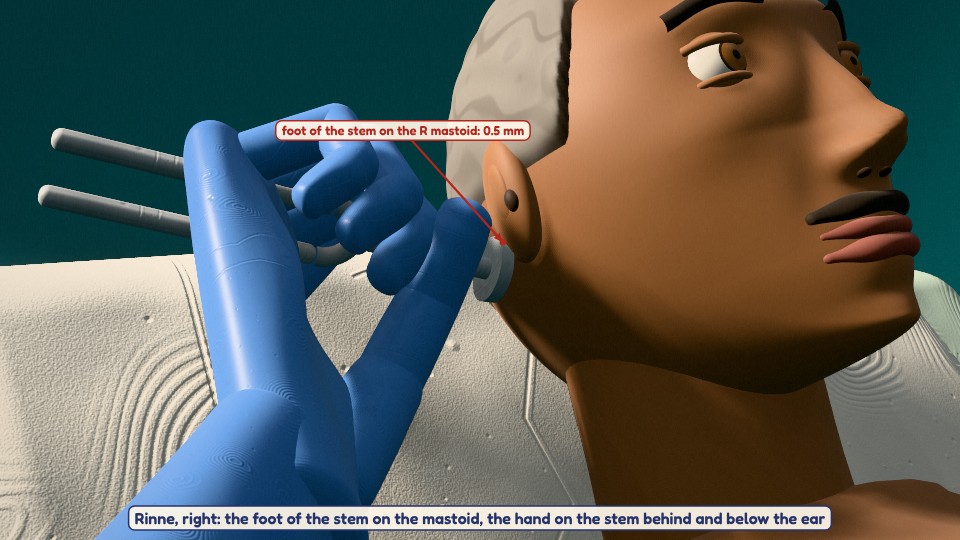 foot of the stem on the R mastoid: 0.5 mm
Rinne, right: the foot of the stem on the mastoid, the hand on the stem behind and below the ear